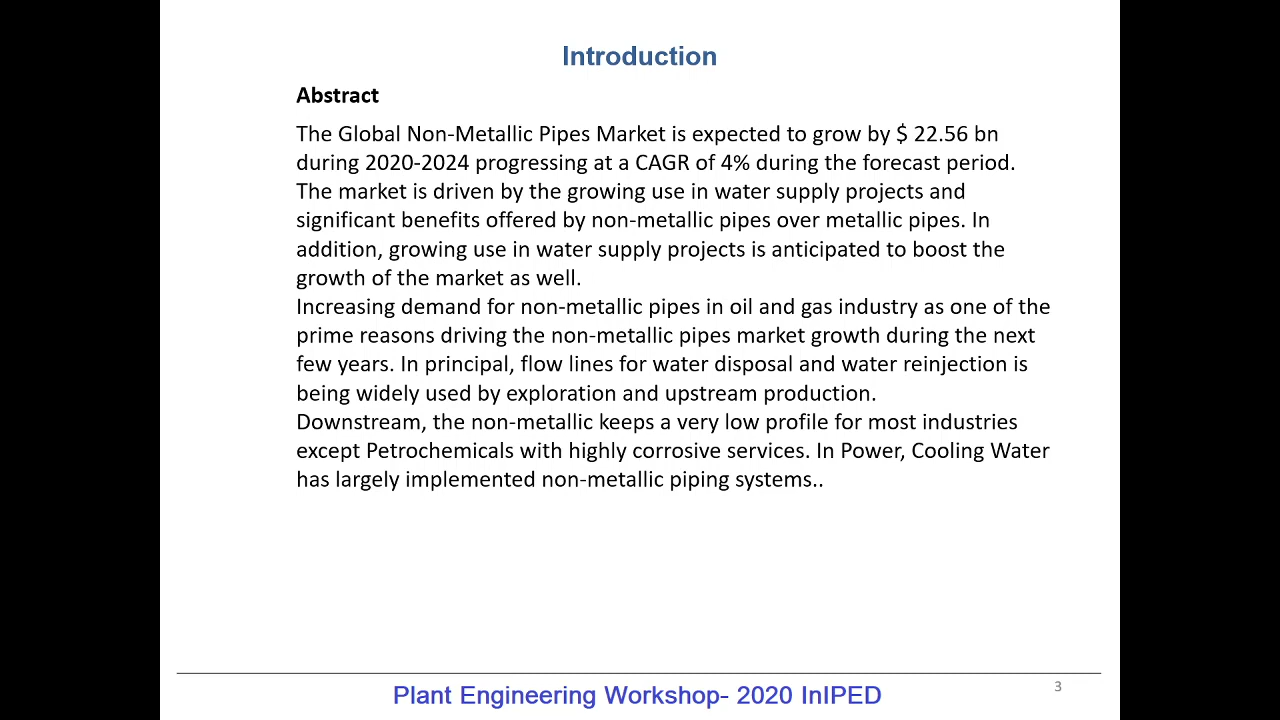 Introduction
Abstract
The Global Non-Metallic Pipes Market is expected to grow by $ 22.56 bn
during 2020-2024 progressing at a CAGR of 4% during the forecast period.
The market is driven by the growing use in water supply projects and
significant benefits offered by non-metallic pipes over metallic pipes. In
addition, growing use in water supply projects is anticipated to boost the
growth of the market as well.
Increasing demand for non-metallic pipes in oil and gas industry as one of the
prime reasons driving the non-metallic pipes market growth during the next
few years. In principal, flow lines for water disposal and water reinjection is
being widely used by exploration and upstream production.
Downstream, the non-metallic keeps a very low profile for most industries
except Petrochemicals with highly corrosive services. In Power, Cooling Water
has largely implemented non-metallic piping systems..
Plant Engineering Workshop- 2020 InIPED
3